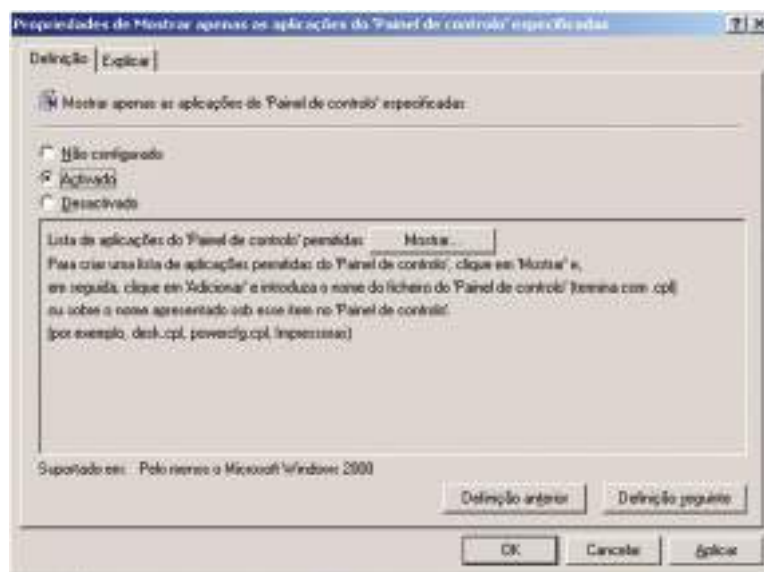 Propriedades de Mostrar apenas as aplicações do 'Painel de controlo' especificadas
Definição
Explicar
Mostrar apenas as aplicações do 'Painel de controlo' especificadas
Não configurado
Activado
Desactivado
Lista de aplicações do 'Painel de controlo' permitidas
Mostrar...
Para criar uma lista de aplicações permitidas do 'Painel de controlo', clique em 'Mostrar' e,
em seguida, clique em 'Adicionar' e introduza o nome do ficheiro do 'Painel de controlo' (termina com .cpl)
ou sobre o nome apresentado sob esse item no 'Painel de controlo'.
(por exemplo, desk.cpl, powercfg.cpl, Impressoras)
Suportado em: Pelo menos o Microsoft Windows 2000
Definição anterior
Definição seguinte
OK
Cancelar
Aplicar